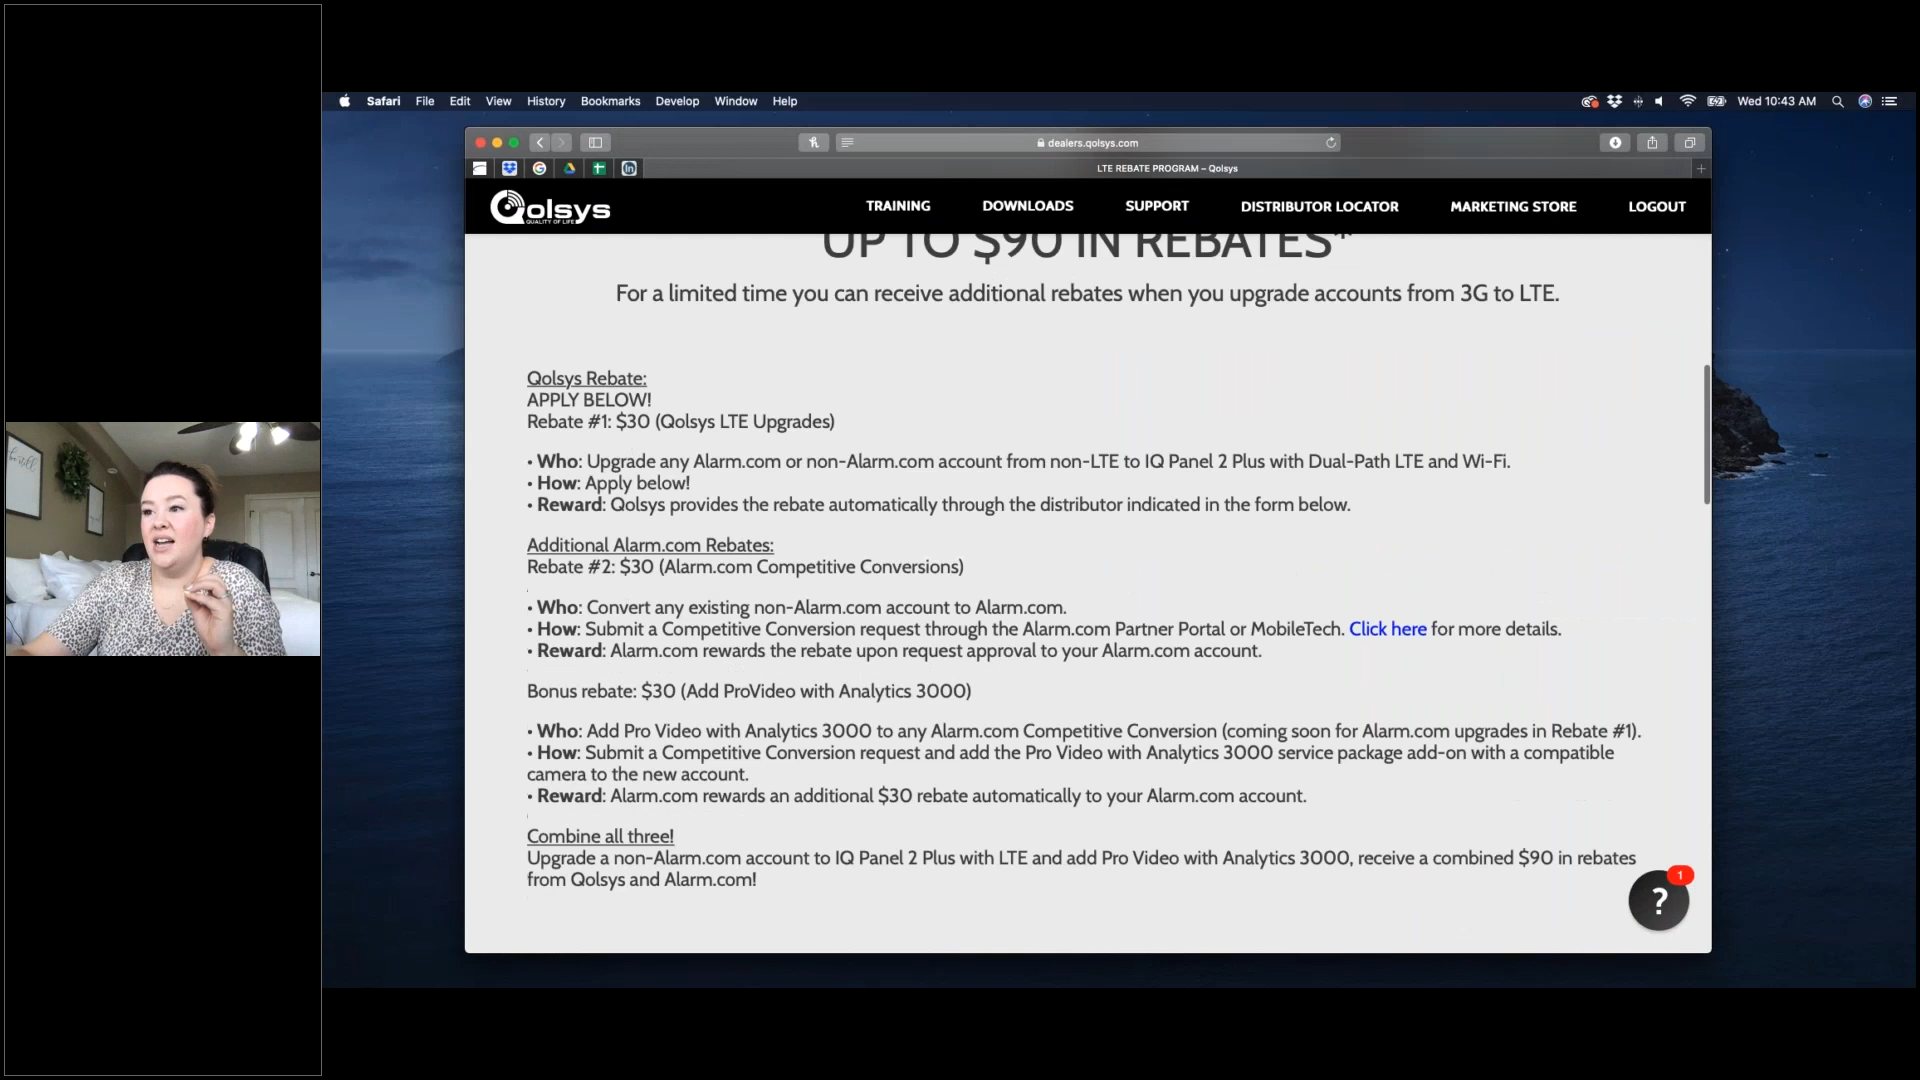 Safari File Edit View History Bookmarks Develop Window Help
Wed 10:43 AM
dealers.qolsys.com
LTE REBATE PROGRAM – Qolsys
Qolsys
QUALITY OF LIFE
TRAINING DOWNLOADS SUPPORT DISTRIBUTOR LOCATOR MARKETING STORE LOGOUT
UP TO $90 IN REBATES*
For a limited time you can receive additional rebates when you upgrade accounts from 3G to LTE.
Qolsys Rebate:
APPLY BELOW!
Rebate #1: $30 (Qolsys LTE Upgrades)
• Who: Upgrade any Alarm.com or non-Alarm.com account from non-LTE to IQ Panel 2 Plus with Dual-Path LTE and Wi-Fi.
• How: Apply below!
• Reward: Qolsys provides the rebate automatically through the distributor indicated in the form below.
Additional Alarm.com Rebates:
Rebate #2: $30 (Alarm.com Competitive Conversions)
• Who: Convert any existing non-Alarm.com account to Alarm.com.
• How: Submit a Competitive Conversion request through the Alarm.com Partner Portal or MobileTech. Click here for more details.
• Reward: Alarm.com rewards the rebate upon request approval to your Alarm.com account.
Bonus rebate: $30 (Add ProVideo with Analytics 3000)
• Who: Add Pro Video with Analytics 3000 to any Alarm.com Competitive Conversion (coming soon for Alarm.com upgrades in Rebate #1).
• How: Submit a Competitive Conversion request and add the Pro Video with Analytics 3000 service package add-on with a compatible
camera to the new account.
• Reward: Alarm.com rewards an additional $30 rebate automatically to your Alarm.com account.
Combine all three!
Upgrade a non-Alarm.com account to IQ Panel 2 Plus with LTE and add Pro Video with Analytics 3000, receive a combined $90 in rebates
from Qolsys and Alarm.com!
1
?